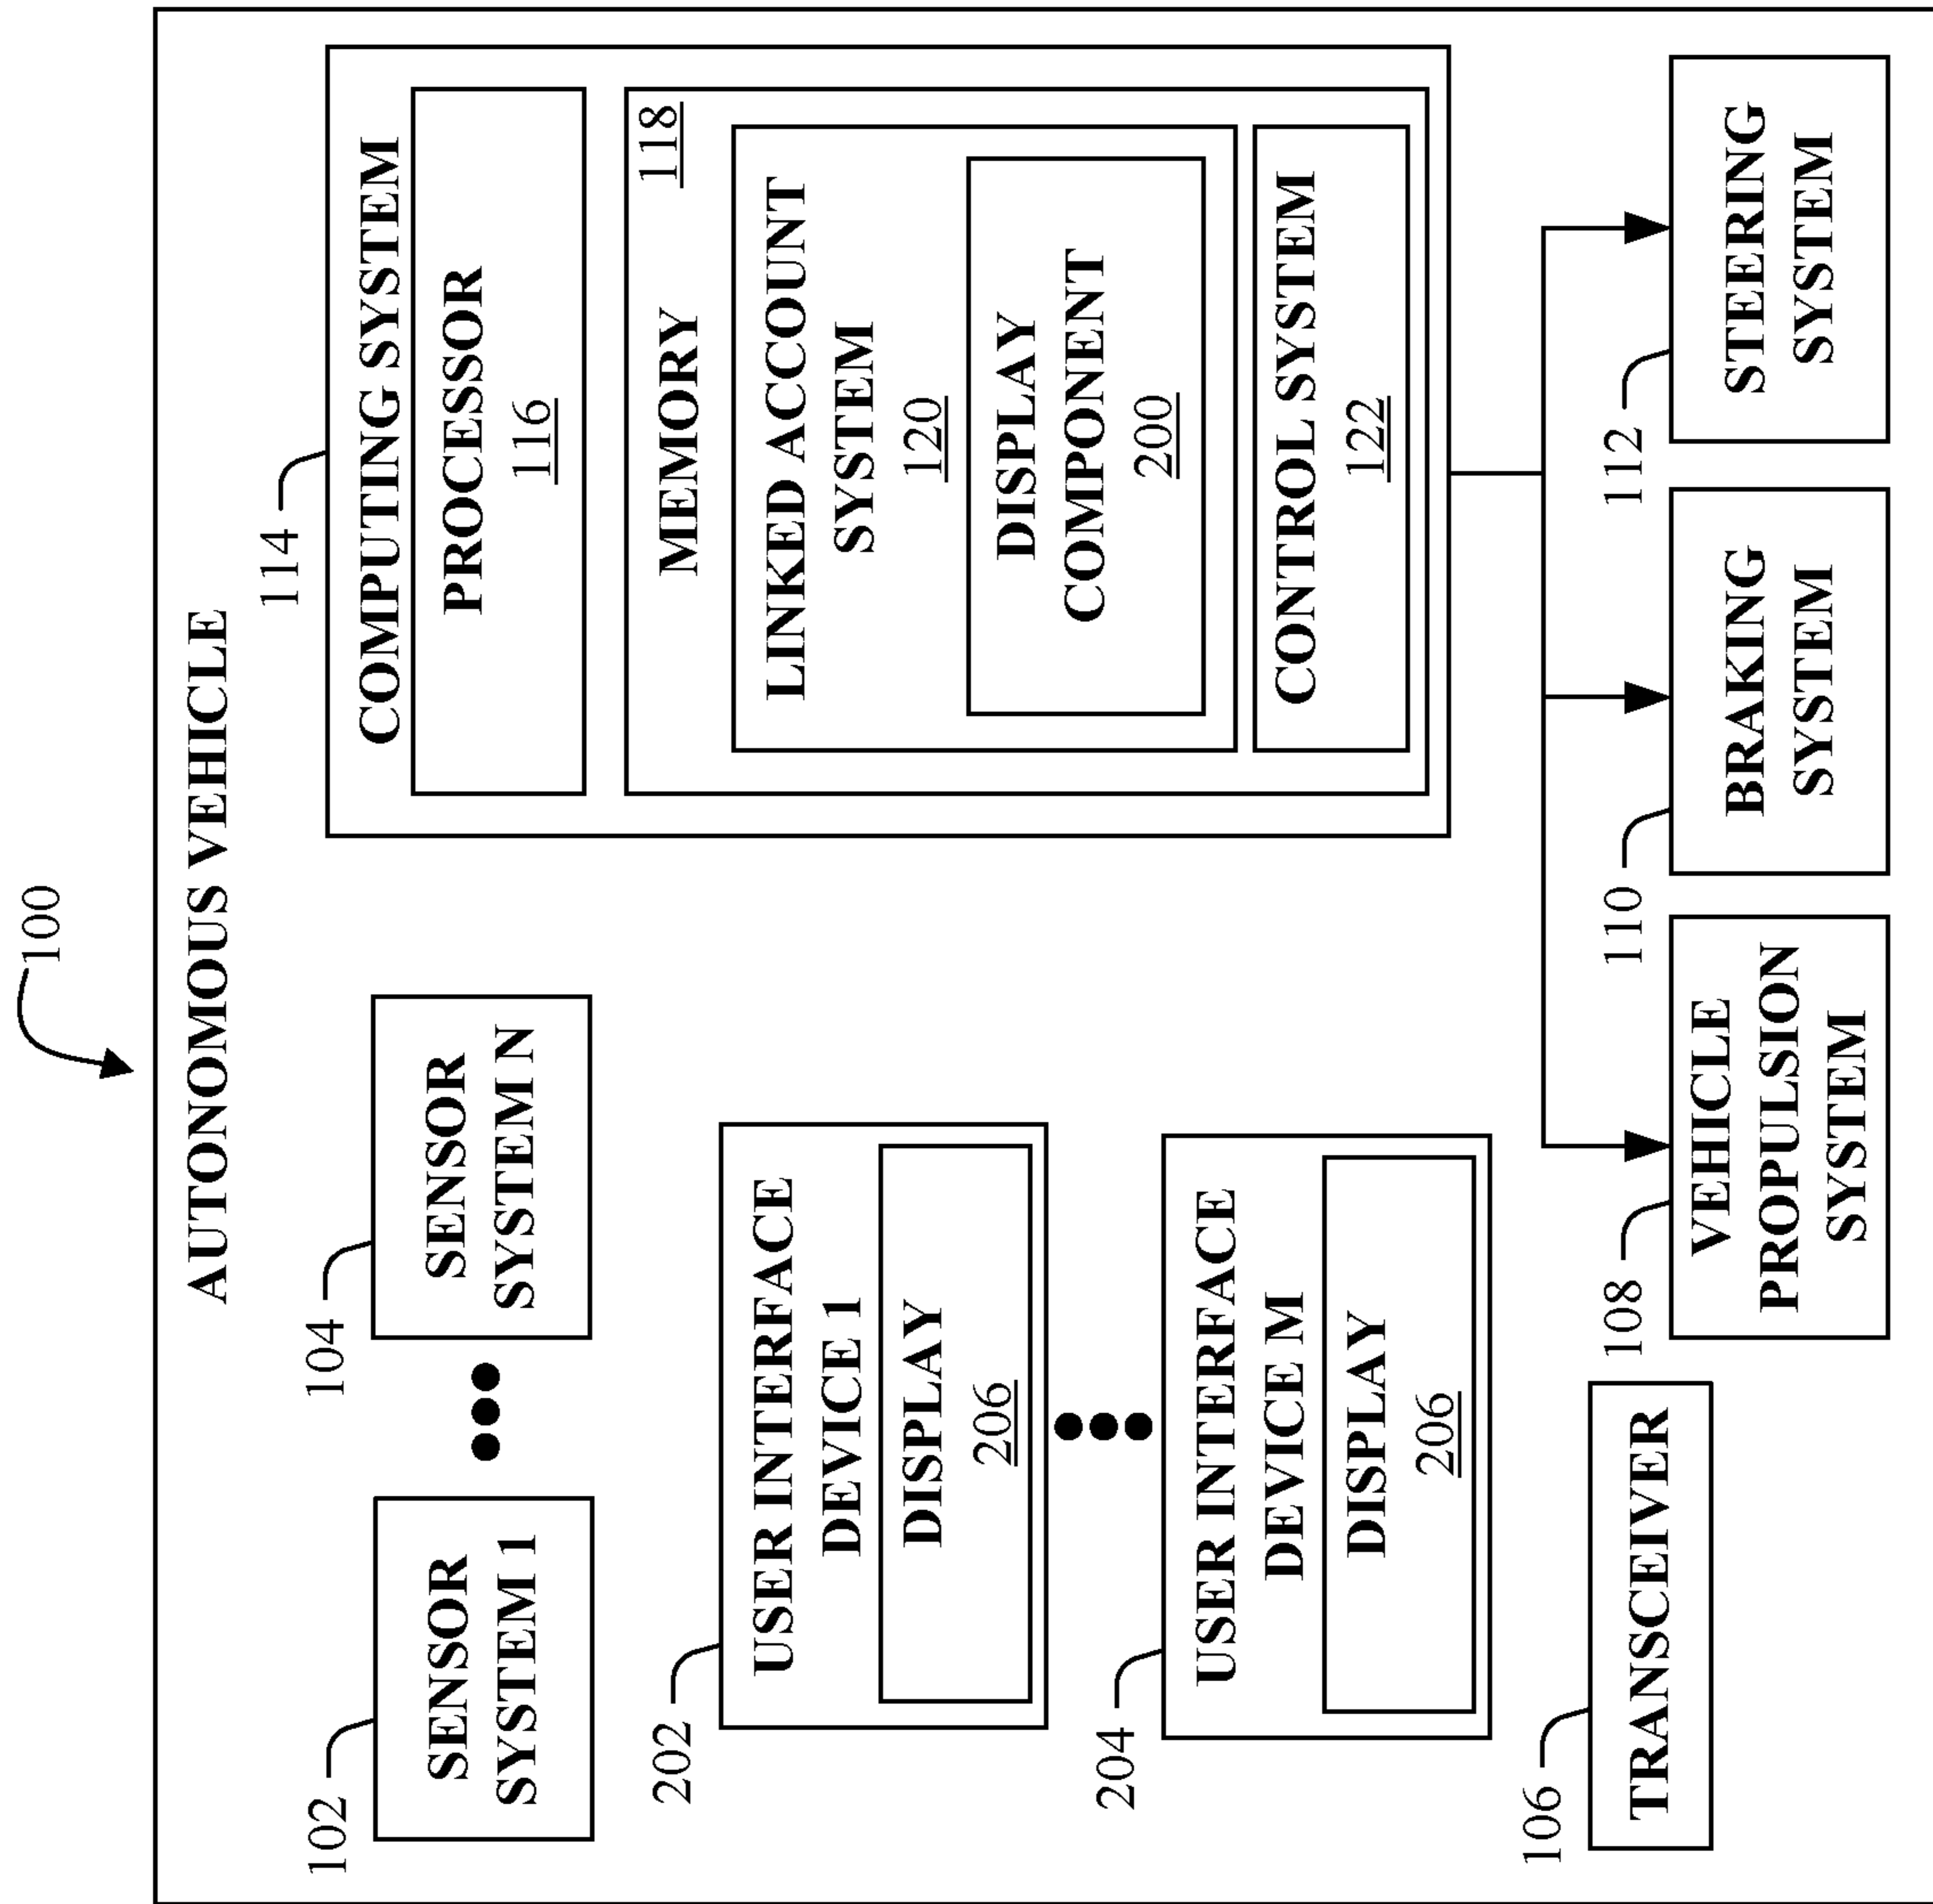 100
AUTONOMOUS VEHICLE
102
SENSOR
SYSTEM 1
104
SENSOR
SYSTEM N
202
USER INTERFACE
DEVICE 1
DISPLAY
206
204
USER INTERFACE
DEVICE M
DISPLAY
206
106
TRANSCEIVER
114
COMPUTING SYSTEM
PROCESSOR
116
118
MEMORY
LINKED ACCOUNT
SYSTEM
120
DISPLAY
COMPONENT
200
CONTROL SYSTEM
122
108
VEHICLE
PROPULSION
SYSTEM
110
BRAKING
SYSTEM
112
STEERING
SYSTEM